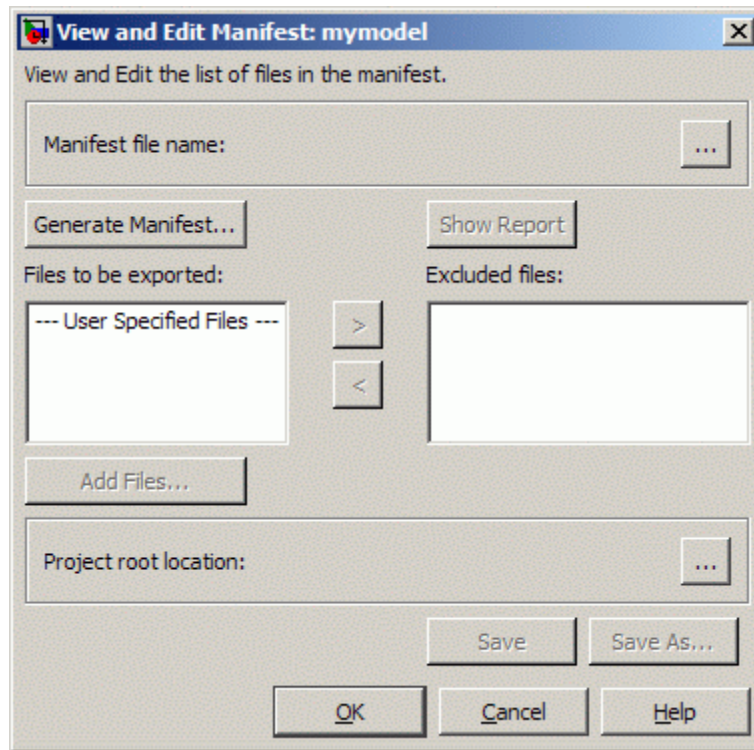 View and Edit Manifest: mymodel
View and Edit the list of files in the manifest.
Manifest file name:
...
Generate Manifest...
Show Report
Files to be exported:
Excluded files:
--- User Specified Files ---
>
<
Add Files...
Project root location:
...
Save
Save As...
OK
Cancel
Help